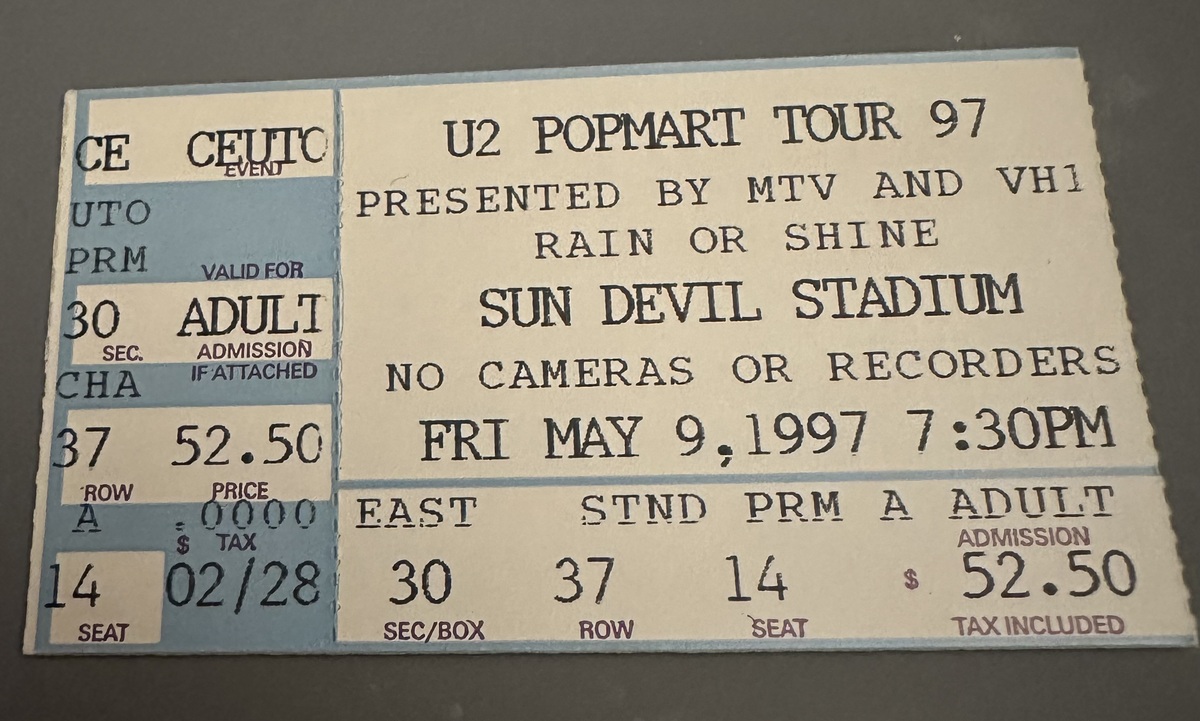 CE CEUTC
EVENT
UTO
PRM VALID FOR
30 ADULT
SEC. ADMISSION
CHA IF ATTACHED
37 52.50
ROW PRICE
A .0000
$ TAX
14 02/28
SEAT
U2 POPMART TOUR 97
PRESENTED BY MTV AND VH1
RAIN OR SHINE
SUN DEVIL STADIUM
NO CAMERAS OR RECORDERS
FRI MAY 9,1997 7:30PM
EAST STND PRM A ADULT
ADMISSION
30 37 14 $ 52.50
SEC/BOX ROW SEAT TAX INCLUDED